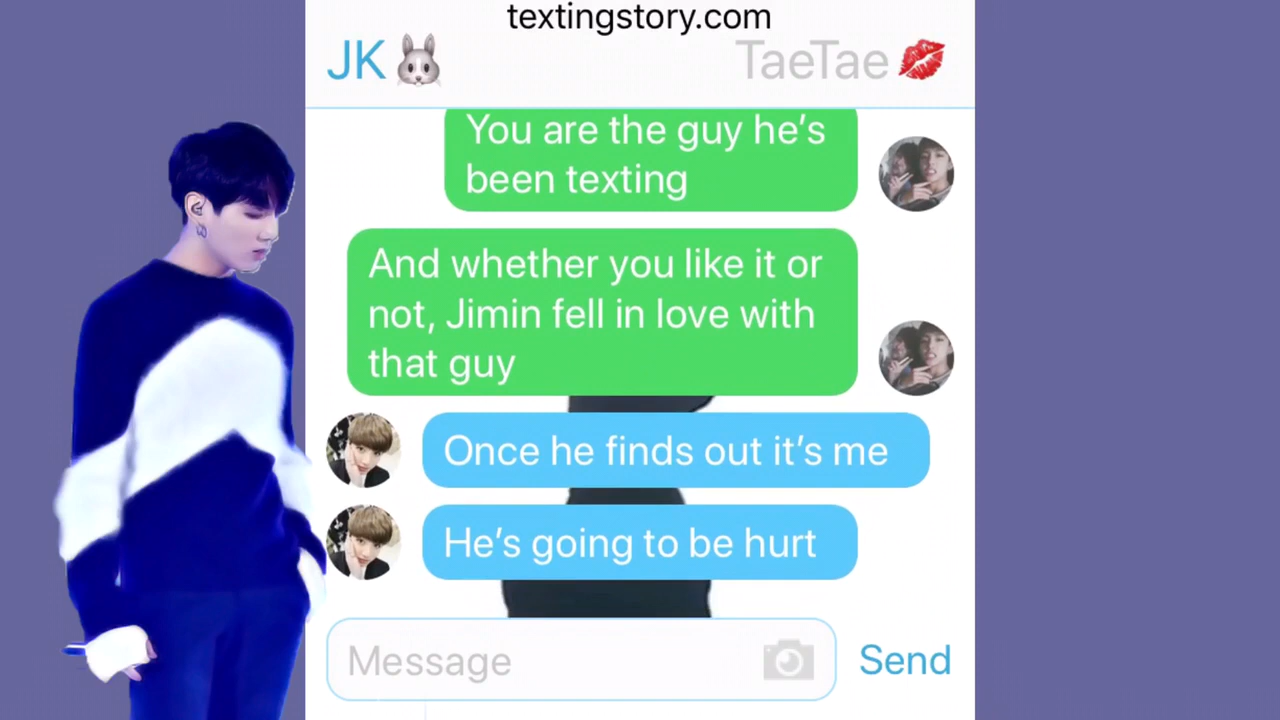 textingstory.com
JK🐰 TaeTae💋
You are the guy he’s
been texting
And whether you like it or
not, Jimin fell in love with
that guy
Once he finds out it’s me
He’s going to be hurt
Message Send